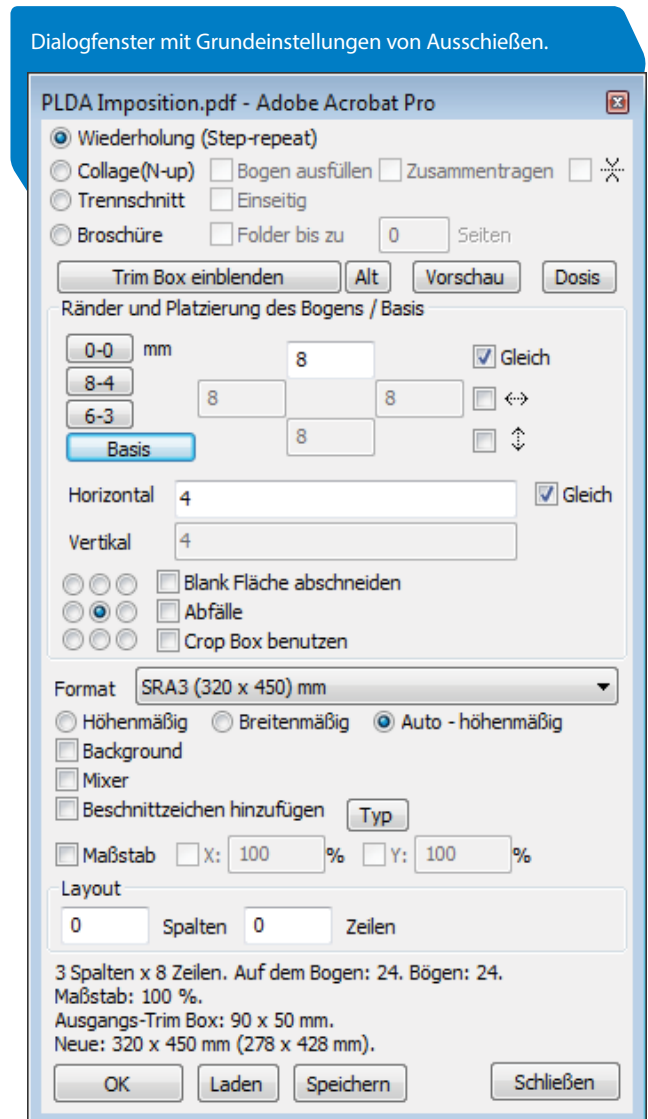 Dialogfenster mit Grundeinstellungen von Ausschießen.
PLDA Imposition.pdf - Adobe Acrobat Pro
Wiederholung (Step-repeat)
Collage(N-up) Bogen ausfüllen Zusammentragen
Trennschnitt Einseitig
Broschüre Folder bis zu 0 Seiten
Trim Box einblenden Alt Vorschau Dosis
Ränder und Platzierung des Bogens / Basis
0-0 mm 8 Gleich
8-4 8 8
6-3 8
Basis
Horizontal 4 Gleich
Vertikal 4
Blank Fläche abschneiden
Abfälle
Crop Box benutzen
Format SRA3 (320 x 450) mm
Höhenmäßig Breitenmäßig Auto - höhenmäßig
Background
Mixer
Beschnittzeichen hinzufügen Typ
Maßstab X: 100 % Y: 100 %
Layout
0 Spalten 0 Zeilen
3 Spalten x 8 Zeilen. Auf dem Bogen: 24. Bögen: 24.
Maßstab: 100 %.
Ausgangs-Trim Box: 90 x 50 mm.
Neue: 320 x 450 mm (278 x 428 mm).
OK Laden Speichern Schließen